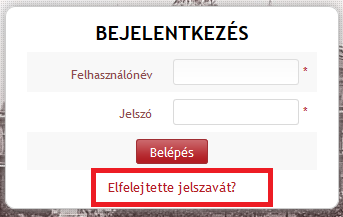 BEJELENTKEZÉS
Felhasználónév *
Jelszó *
Belépés
Elfelejtette jelszavát?